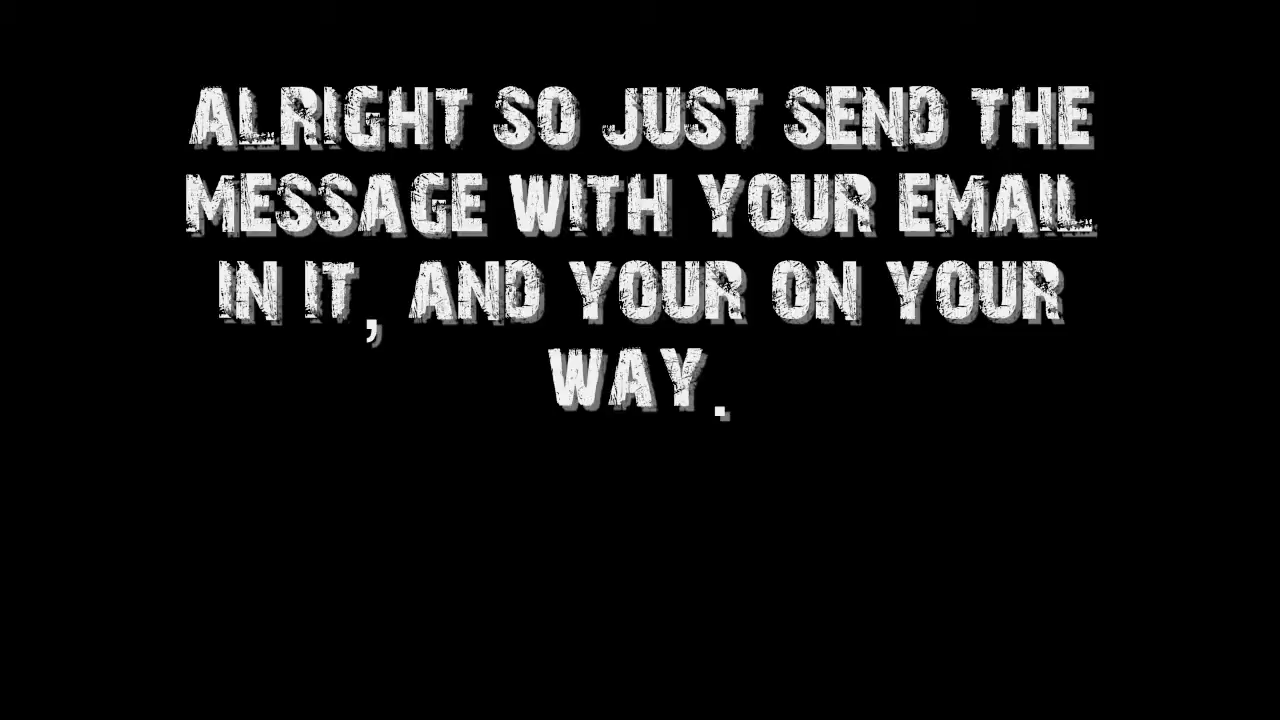 ALRIGHT SO JUST SEND THE
MESSAGE WITH YOUR EMAIL
IN IT, AND YOUR ON YOUR
WAY.